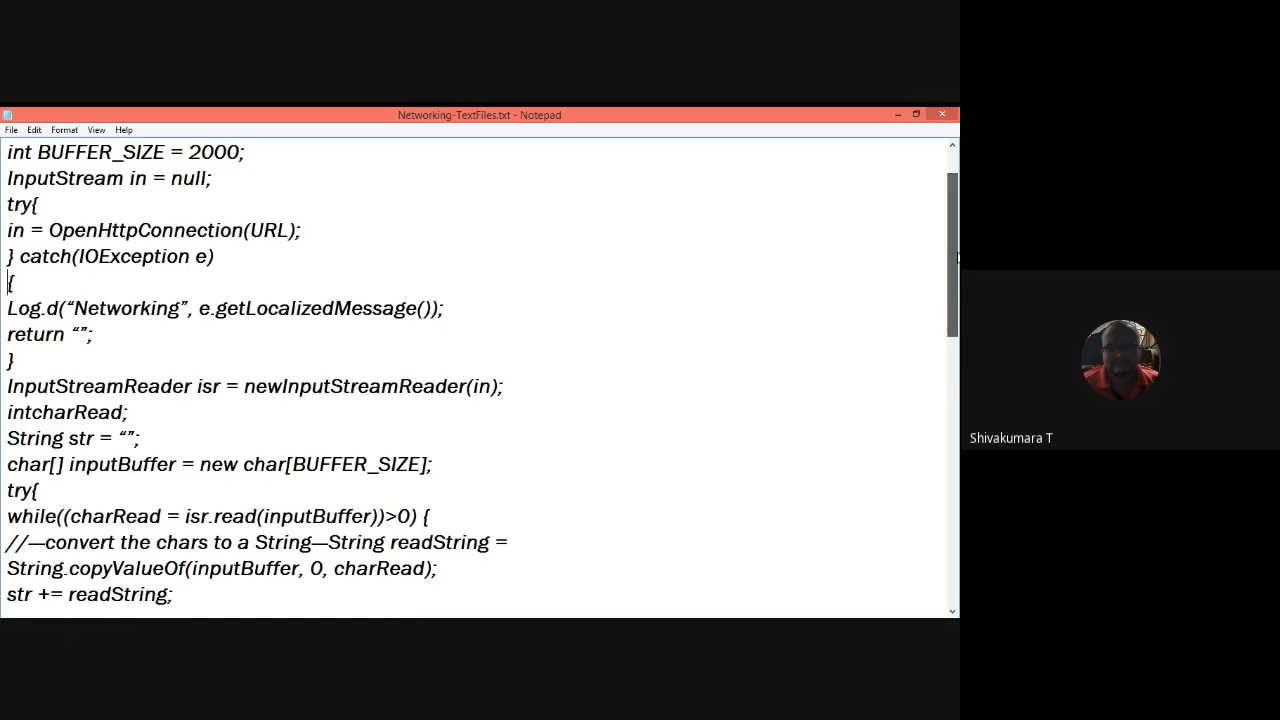 Networking-TextFiles.txt - Notepad
File Edit Format View Help
int BUFFER_SIZE = 2000;
InputStream in = null;
try{
in = OpenHttpConnection(URL);
} catch(IOException e)
{
Log.d(“Networking”, e.getLocalizedMessage());
return “”;
}
InputStreamReader isr = newInputStreamReader(in);
intcharRead;
String str = “”;
char[] inputBuffer = new char[BUFFER_SIZE];
try{
while((charRead = isr.read(inputBuffer))>0) {
//—-convert the chars to a String—-String readString =
String.copyValueOf(inputBuffer, 0, charRead);
str += readString;
Shivakumara T